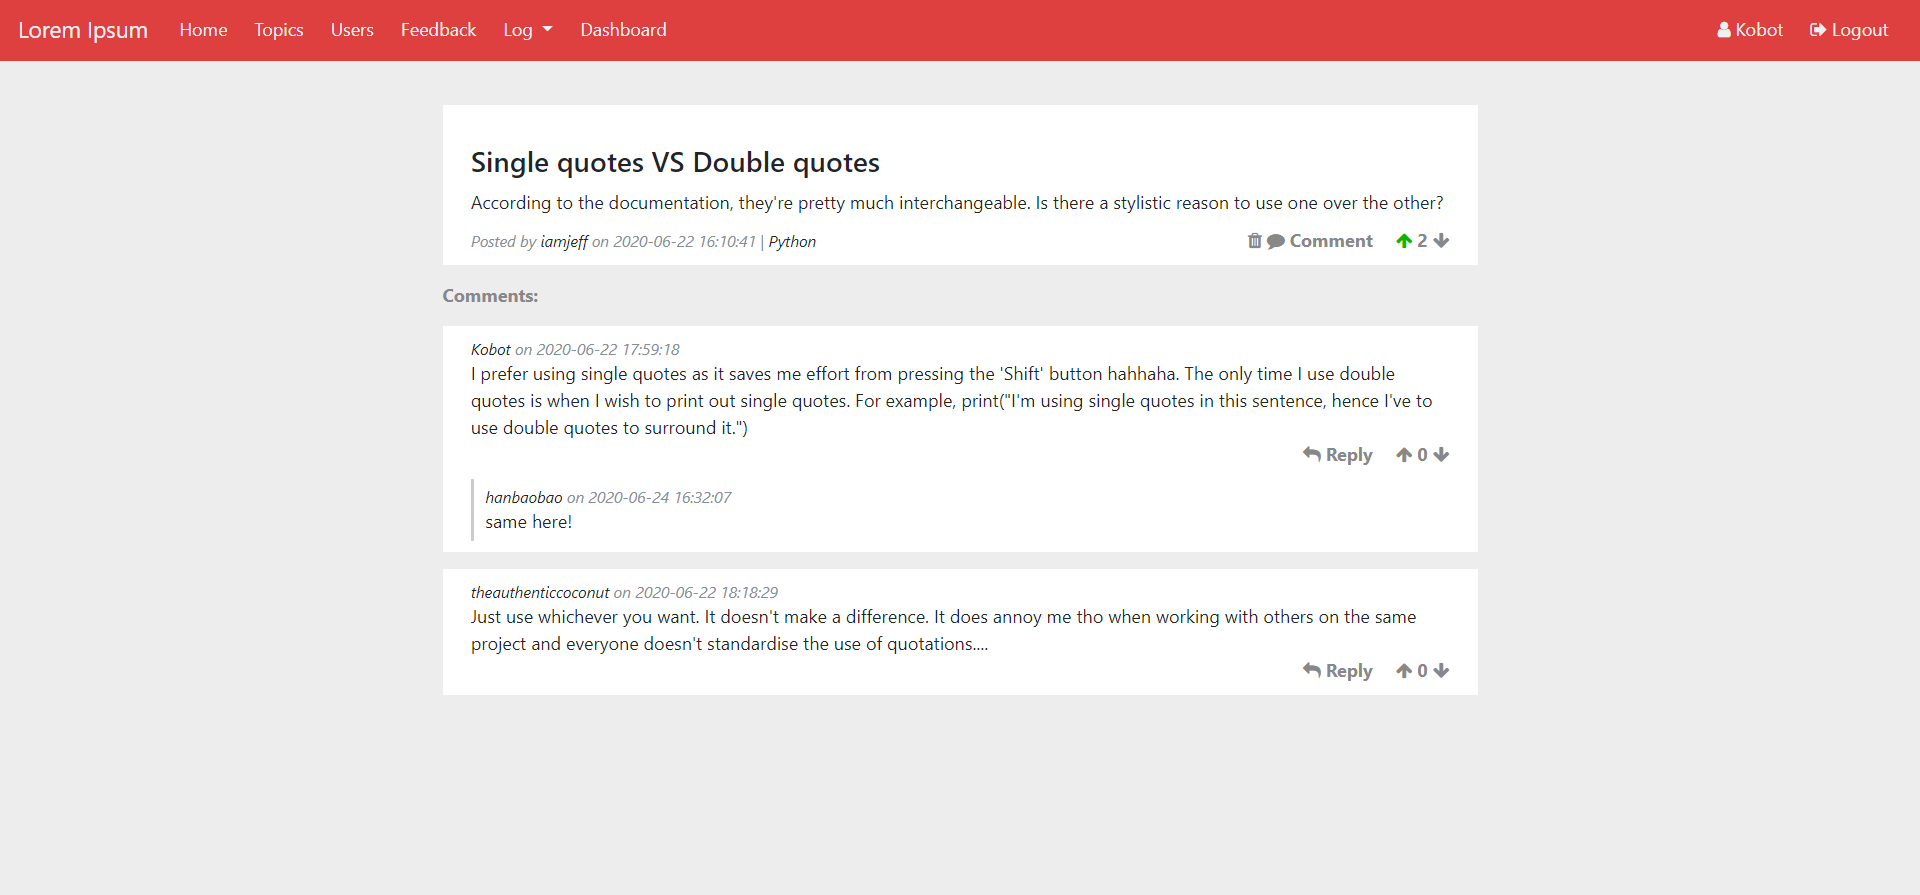 Lorem Ipsum Home Topics Users Feedback Log Dashboard Kobot Logout
Single quotes VS Double quotes
According to the documentation, they're pretty much interchangeable. Is there a stylistic reason to use one over the other?
Posted by iamjeff on 2020-06-22 16:10:41 | Python Comment 2
Comments:
Kobot on 2020-06-22 17:59:18
I prefer using single quotes as it saves me effort from pressing the 'Shift' button hahhaha. The only time I use double
quotes is when I wish to print out single quotes. For example, print("I'm using single quotes in this sentence, hence I've to
use double quotes to surround it.")
Reply 0
hanbaobao on 2020-06-24 16:32:07
same here!
theauthenticcoconut on 2020-06-22 18:18:29
Just use whichever you want. It doesn't make a difference. It does annoy me tho when working with others on the same
project and everyone doesn't standardise the use of quotations....
Reply 0